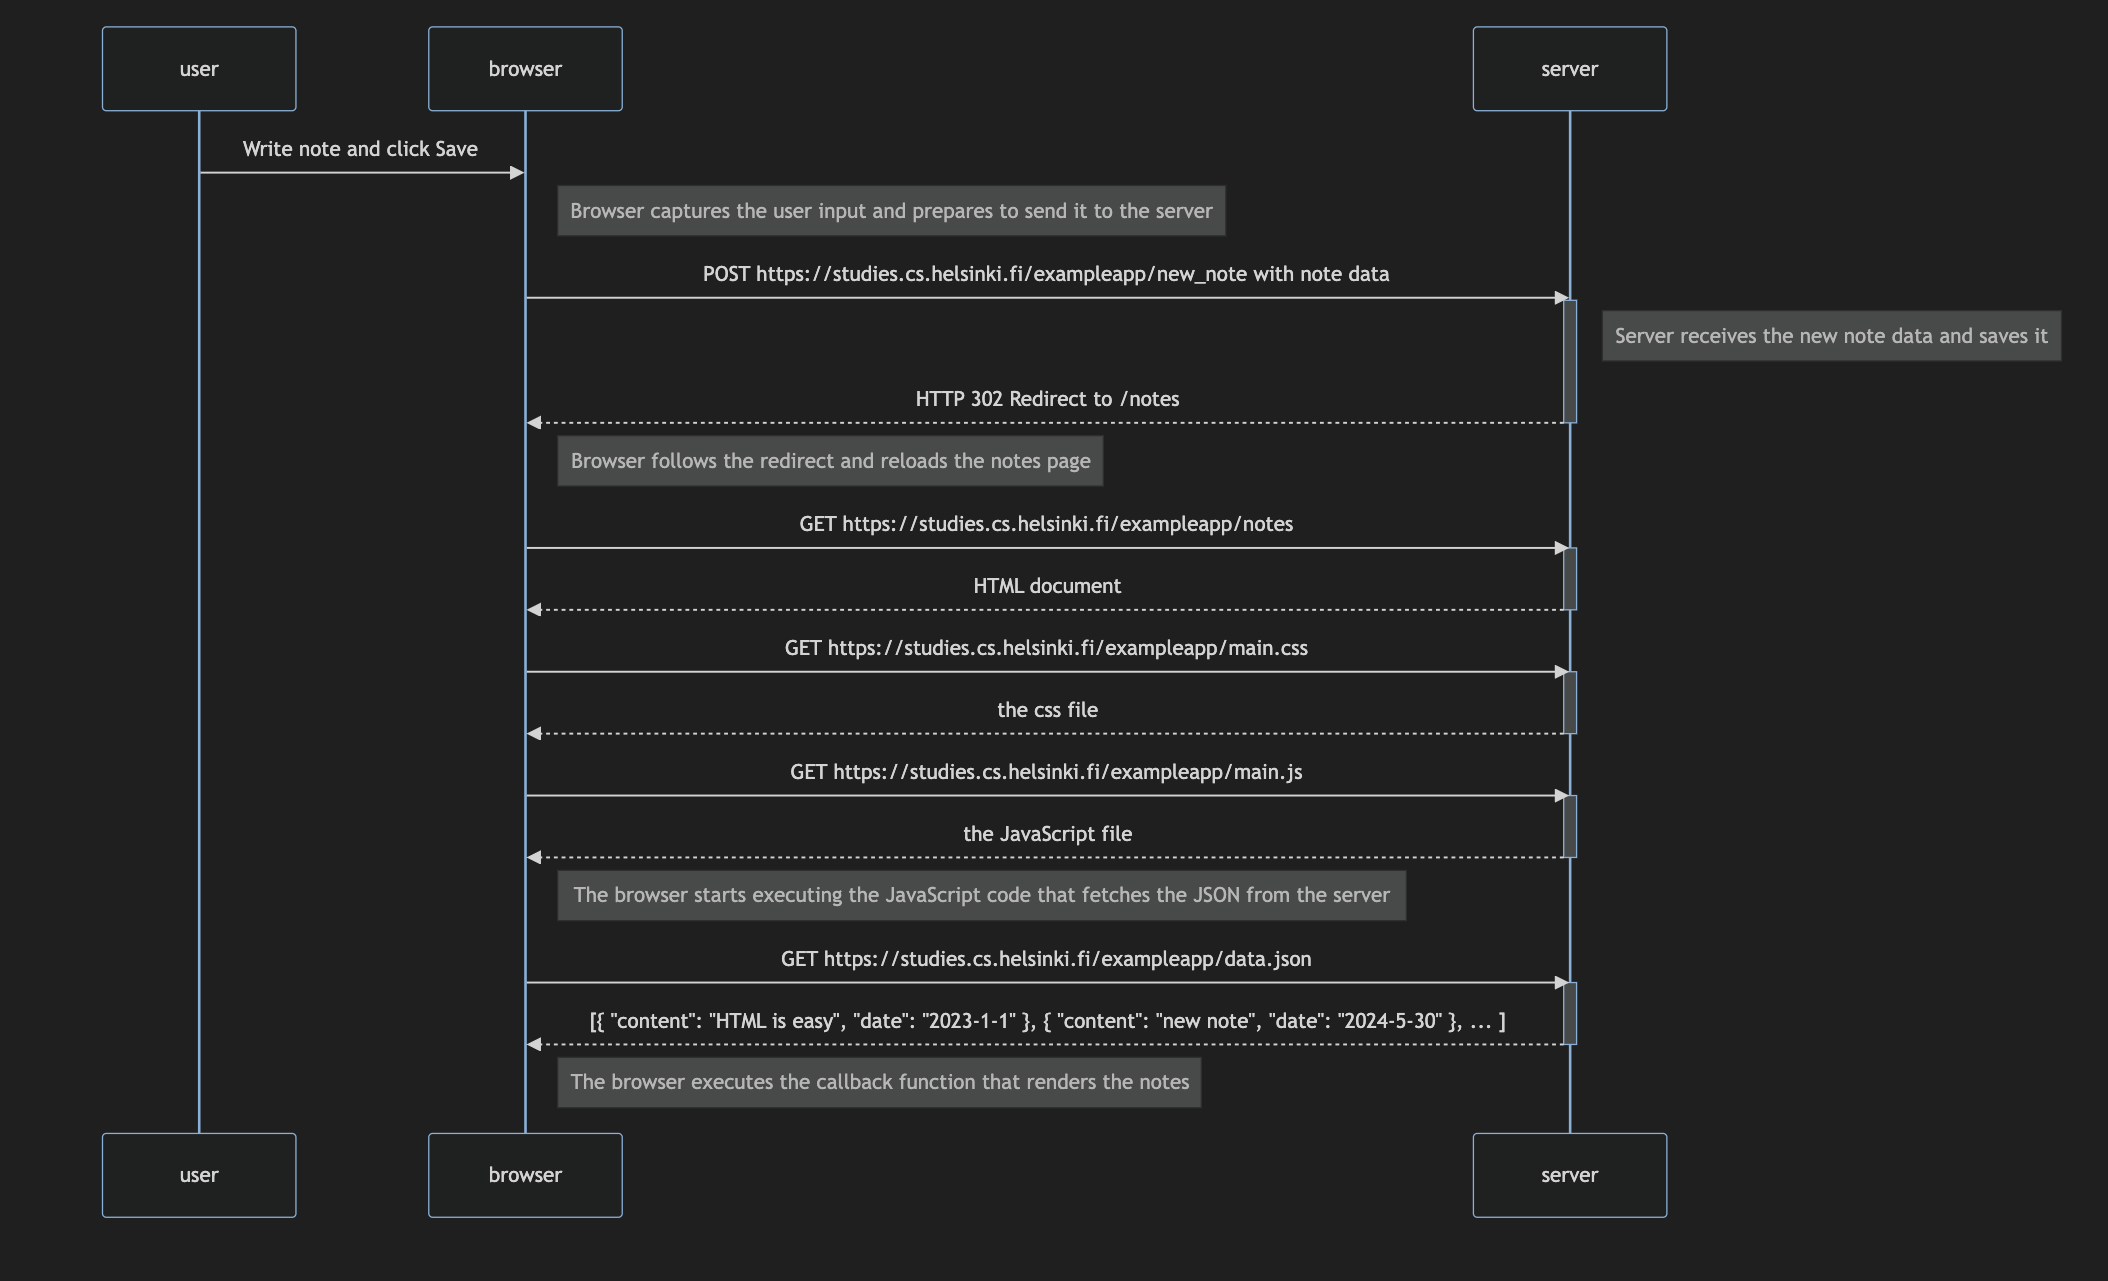 user
browser
server
Write note and click Save
Browser captures the user input and prepares to send it to the server
POST https://studies.cs.helsinki.fi/exampleapp/new_note with note data
Server receives the new note data and saves it
HTTP 302 Redirect to /notes
Browser follows the redirect and reloads the notes page
GET https://studies.cs.helsinki.fi/exampleapp/notes
HTML document
GET https://studies.cs.helsinki.fi/exampleapp/main.css
the css file
GET https://studies.cs.helsinki.fi/exampleapp/main.js
the JavaScript file
The browser starts executing the JavaScript code that fetches the JSON from the server
GET https://studies.cs.helsinki.fi/exampleapp/data.json
[{ "content": "HTML is easy", "date": "2023-1-1" }, { "content": "new note", "date": "2024-5-30" }, ... ]
The browser executes the callback function that renders the notes
user
browser
server